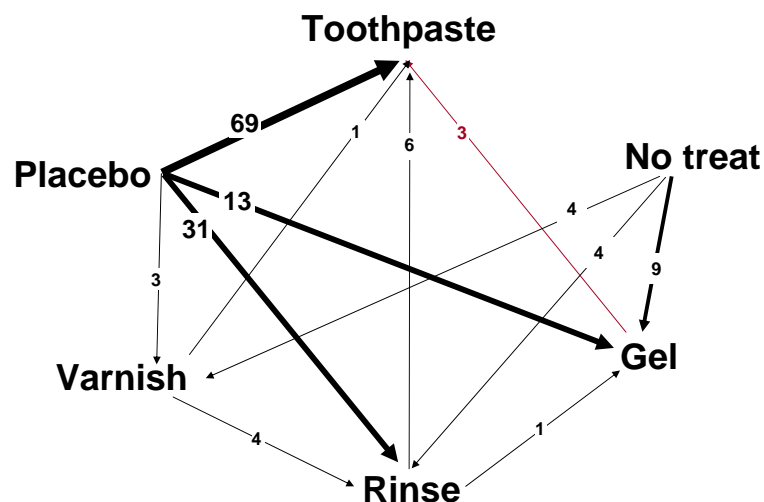 Toothpaste
69
1
6
3
No treat
Placebo
13
4
31
4
3
9
Gel
Varnish
4
1
Rinse